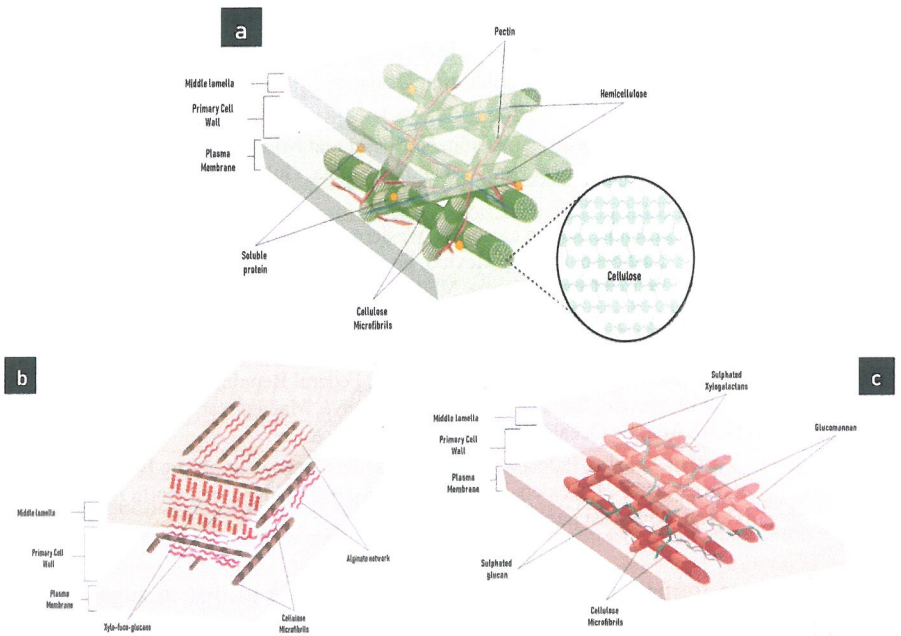 a
Pectin
Middle lamella
Hemicellulose
Primary Cell
Wall
Plasma
Membrane
Soluble
protein
Cellulose
Cellulose
Microfibrils
b
c
Sulphated
Xylogalactans
Middle lamella
Glucomannan
Primary Cell
Wall
Plasma
Membrane
Middle lamella
Primary Cell
Wall
Alginate network
Sulphated
glucan
Plasma
Membrane
Cellulose
Microfibrils
Xylo-fuco-glucans
Cellulose
Microfibrils